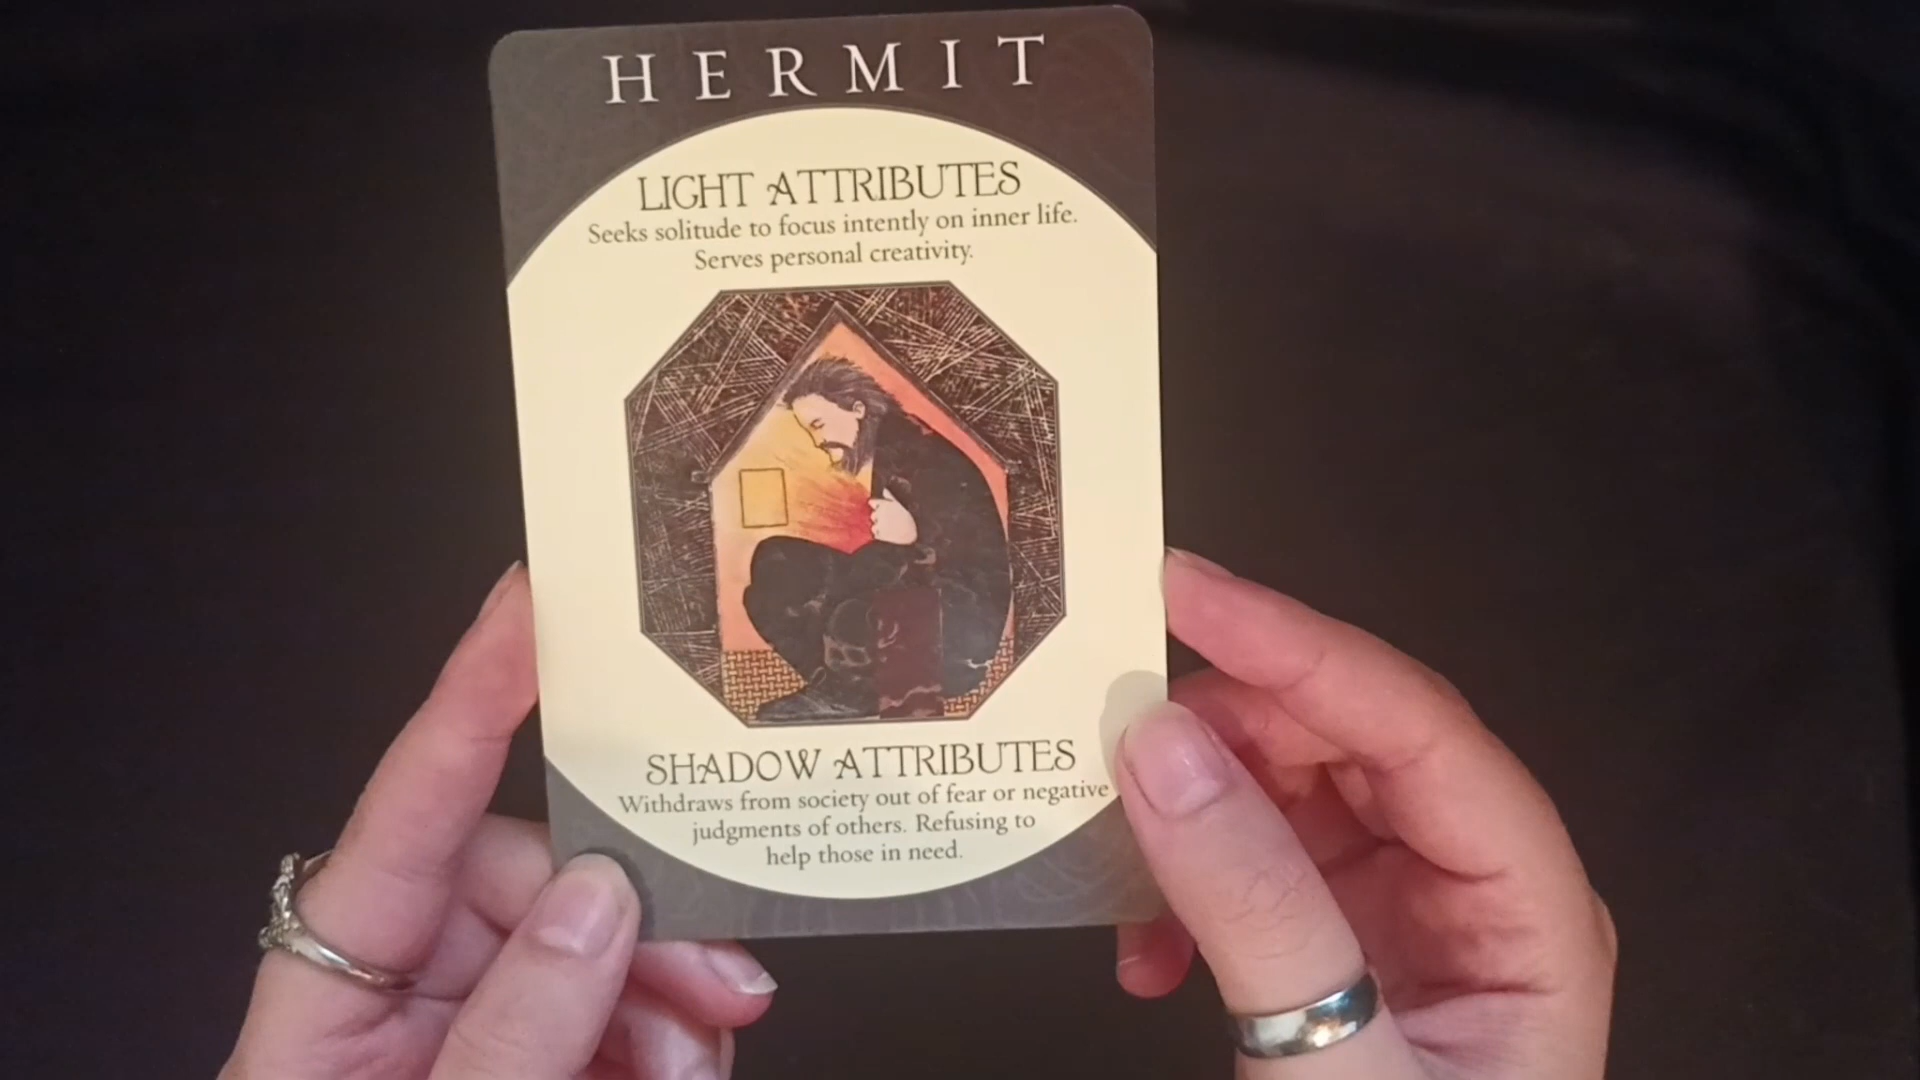 HERMIT
LIGHT ATTRIBUTES
Seeks solitude to focus intently on inner life.
Serves personal creativity.
SHADOW ATTRIBUTES
Withdraws from society out of fear or negative
judgments of others. Refusing to
help those in need.